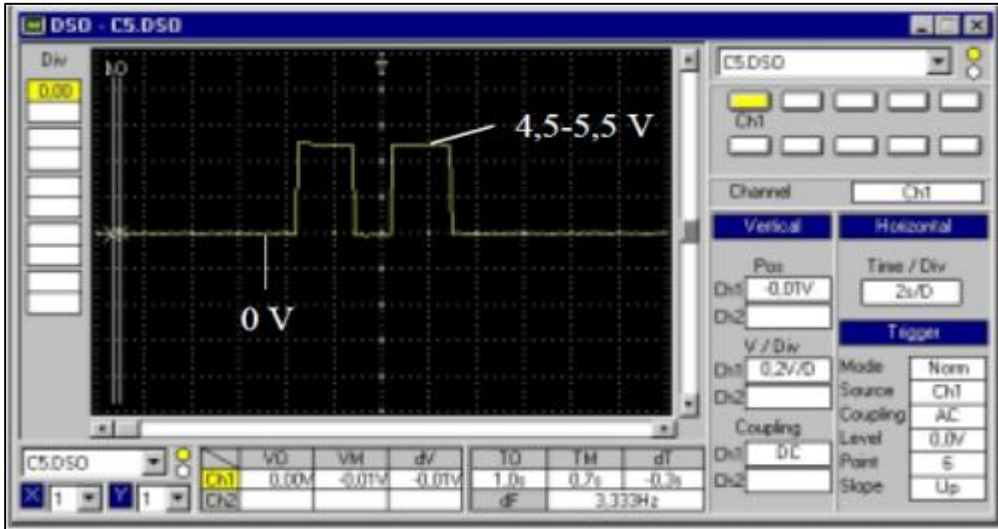 DSO - C5.DSO
Div
0,00
4,5-5,5 V
0 V
C5.DSO
Ch1
Channel Ch1
Vertical Horizontal
Pos Time / Div
Ch1 -0,01V 2s/D
Ch2
Trigger
V / Div
Ch1 0,2V/D
Ch2
Coupling
Ch1 DC
Ch2
Mode Norm
Source Ch1
Coupling AC
Level 0.0V
Point 6
Slope Up
C5.DSO
X 1 Y 1
V0 VM dV
Ch1 0.00V -0.01V -0.01V
Ch2
T0 TM dT
1.0s 0.7s -0.3s
dF 3,333Hz